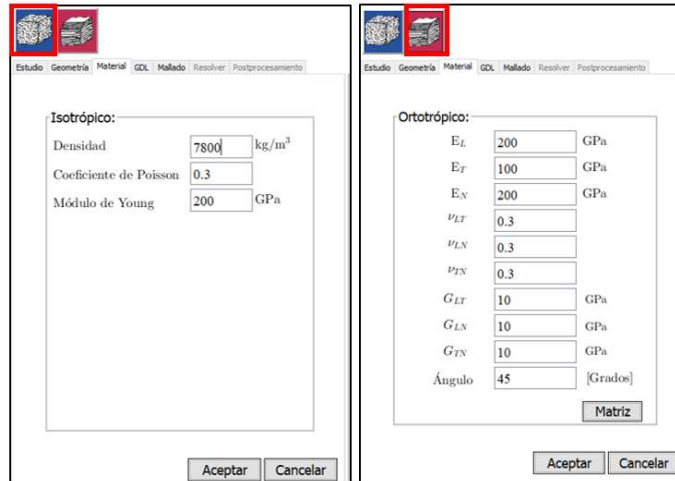 Estudio Geometría Material GDL Mallado Resolver Postprocesamiento
Isotrópico:
Densidad 7800 kg/m³
Coeficiente de Poisson 0.3
Módulo de Young 200 GPa
Aceptar Cancelar
Estudio Geometría Material GDL Mallado Resolver Postprocesamiento
Ortotrópico:
E_L 200 GPa
E_T 100 GPa
E_N 200 GPa
ν_LT 0.3
ν_LN 0.3
ν_TN 0.3
G_LT 10 GPa
G_LN 10 GPa
G_TN 10 GPa
Ángulo 45 [Grados]
Matriz
Aceptar Cancelar